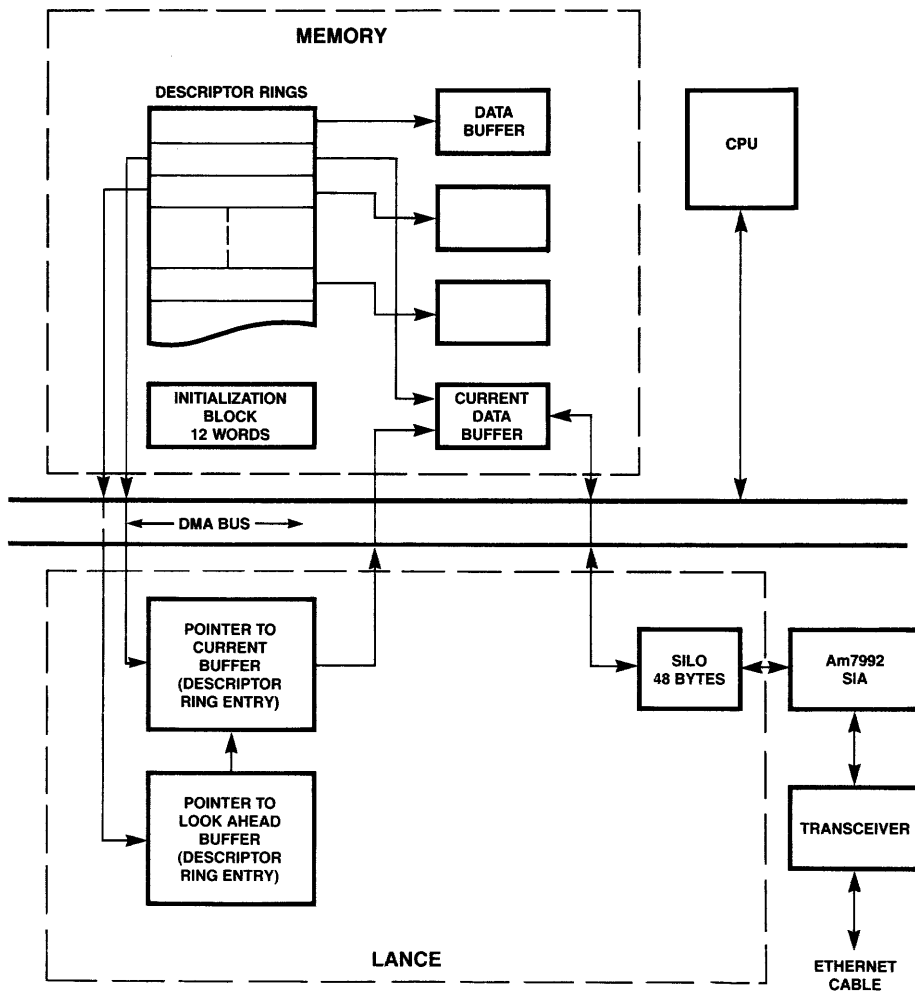 MEMORY
DESCRIPTOR RINGS
DATA
BUFFER
CPU
INITIALIZATION
BLOCK
12 WORDS
CURRENT
DATA
BUFFER
DMA BUS
POINTER TO
CURRENT
BUFFER
(DESCRIPTOR
RING ENTRY)
SILO
48 BYTES
Am7992
SIA
POINTER TO
LOOK AHEAD
BUFFER
(DESCRIPTOR
RING ENTRY)
TRANSCEIVER
LANCE
ETHERNET
CABLE